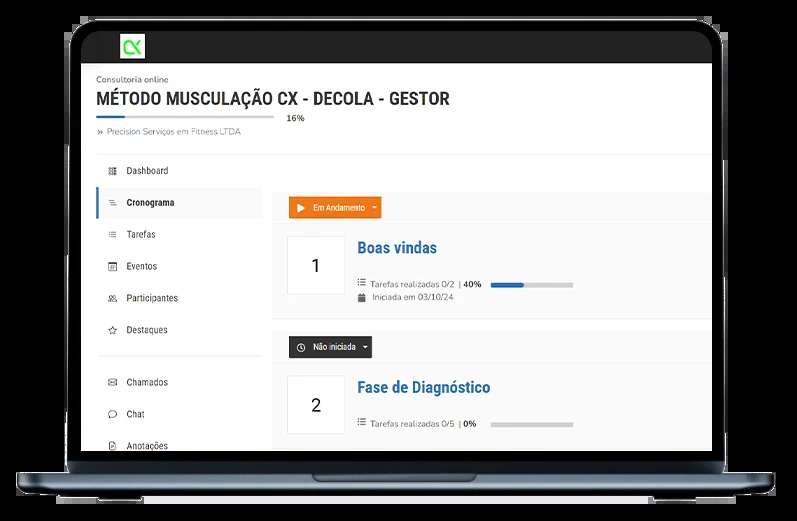 CX
Consultoria online
MÉTODO MUSCULAÇÃO CX - DECOLA - GESTOR
16%
» Precision Serviços em Fitness LTDA
Dashboard
Cronograma
Tarefas
Eventos
Participantes
Destaques
Chamados
Chat
Anotações
Em Andamento
1
Boas vindas
Tarefas realizadas 0/2 | 40%
Iniciada em 03/10/24
Não iniciada
2
Fase de Diagnóstico
Tarefas realizadas 0/5 | 0%